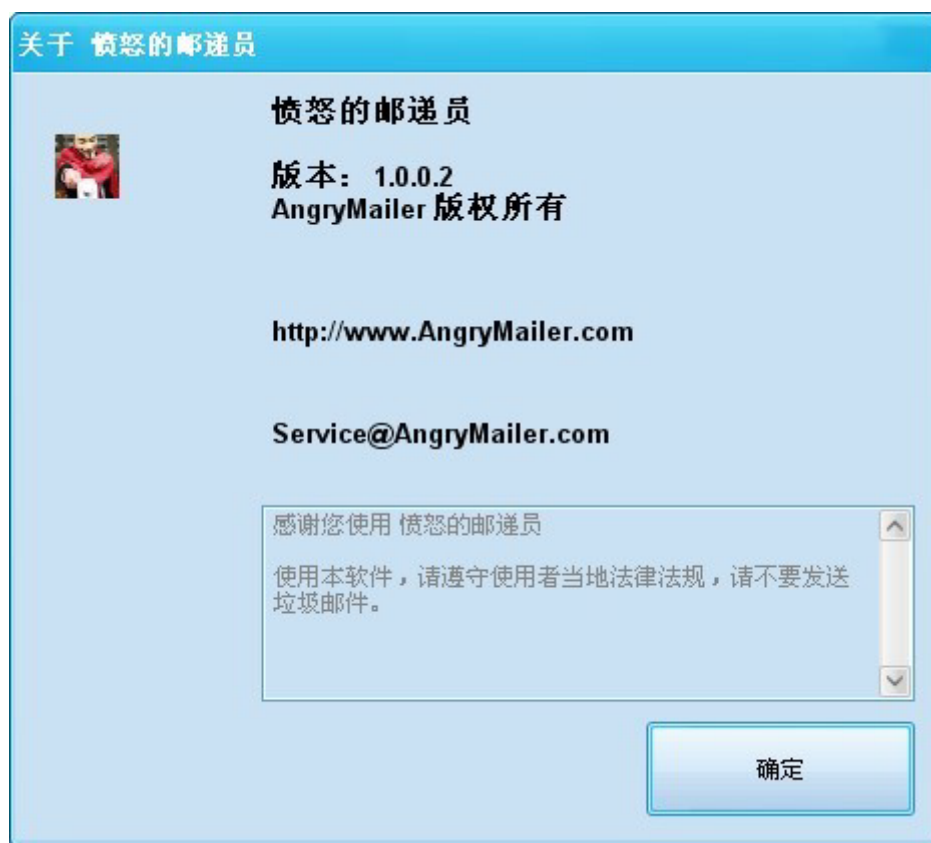 关于 愤怒的邮递员
愤怒的邮递员
版本： 1.0.0.2
AngryMailer 版权所有
http://www.AngryMailer.com
Service@AngryMailer.com
感谢您使用 愤怒的邮递员
使用本软件，请遵守使用者当地法律法规，请不要发送
垃圾邮件。
确定